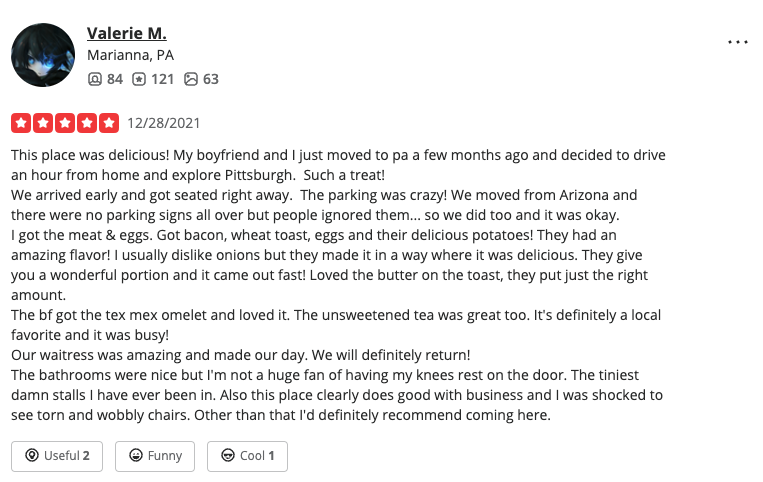 Valerie M.
Marianna, PA
84 121 63
12/28/2021
This place was delicious! My boyfriend and I just moved to pa a few months ago and decided to drive
an hour from home and explore Pittsburgh.  Such a treat!
We arrived early and got seated right away.  The parking was crazy! We moved from Arizona and
there were no parking signs all over but people ignored them... so we did too and it was okay.
I got the meat & eggs. Got bacon, wheat toast, eggs and their delicious potatoes! They had an
amazing flavor! I usually dislike onions but they made it in a way where it was delicious. They give
you a wonderful portion and it came out fast! Loved the butter on the toast, they put just the right
amount.
The bf got the tex mex omelet and loved it. The unsweetened tea was great too. It's definitely a local
favorite and it was busy!
Our waitress was amazing and made our day. We will definitely return!
The bathrooms were nice but I'm not a huge fan of having my knees rest on the door. The tiniest
damn stalls I have ever been in. Also this place clearly does good with business and I was shocked to
see torn and wobbly chairs. Other than that I'd definitely recommend coming here.
Useful 2 Funny Cool 1